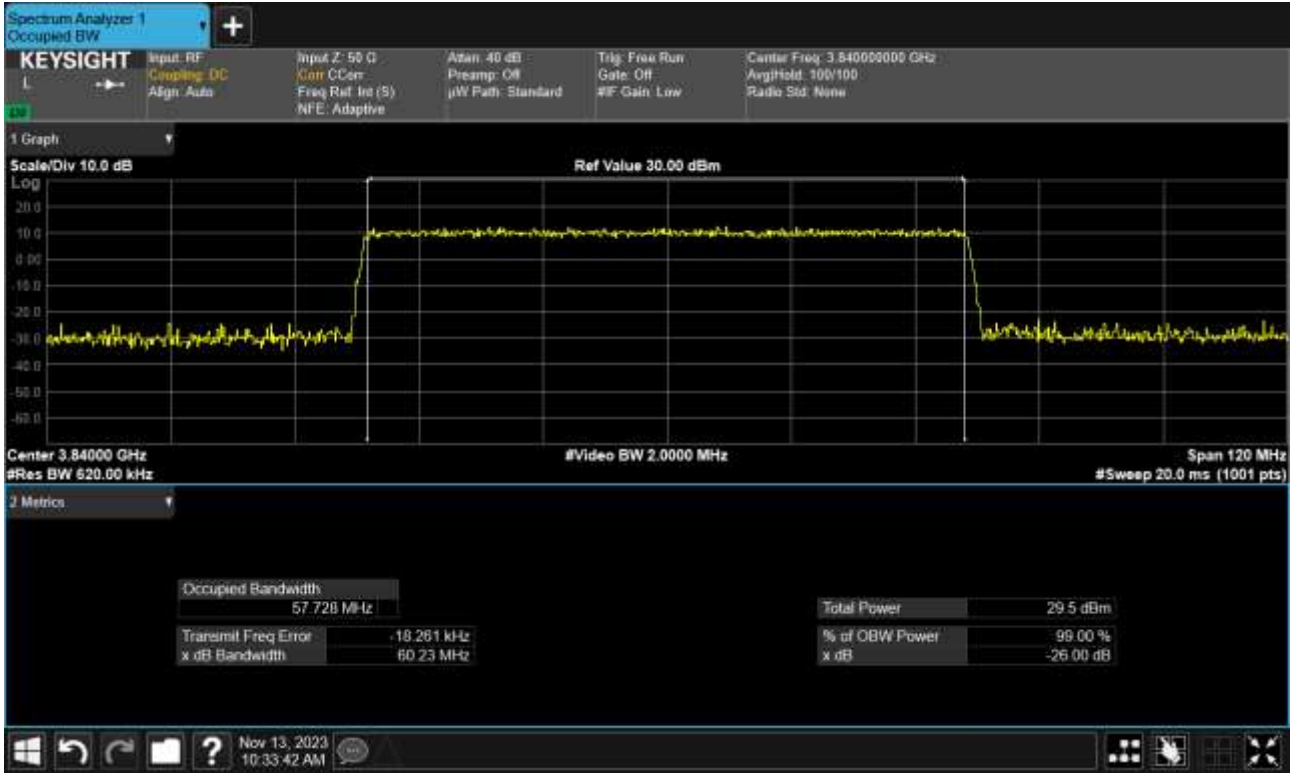 Spectrum Analyzer 1
Occupied BW
KEYSIGHT
L
Input: RF
Coupling: DC
Align: Auto
Input Z: 50 Ω
Corr CCorr
Freq Ref: Int (S)
NFE: Adaptive
Atten: 40 dB
Preamp: Off
µW Path: Standard
Trig: Free Run
Gate: Off
#IF Gain: Low
Center Freq: 3.840000000 GHz
Avg|Hold: 100/100
Radio Std: None
1 Graph
Scale/Div 10.0 dB
Ref Value 30.00 dBm
Log
20.0
10.0
0.00
-10.0
-20.0
-30.0
-40.0
-50.0
-60.0
Center 3.84000 GHz
#Video BW 2.0000 MHz
Span 120 MHz
#Res BW 620.00 kHz
#Sweep 20.0 ms (1001 pts)
2 Metrics
Occupied Bandwidth
57.728 MHz
Total Power 29.5 dBm
Transmit Freq Error -18.261 kHz
% of OBW Power 99.00 %
x dB Bandwidth 60.23 MHz
x dB -26.00 dB
?
Nov 13, 2023
10:33:42 AM